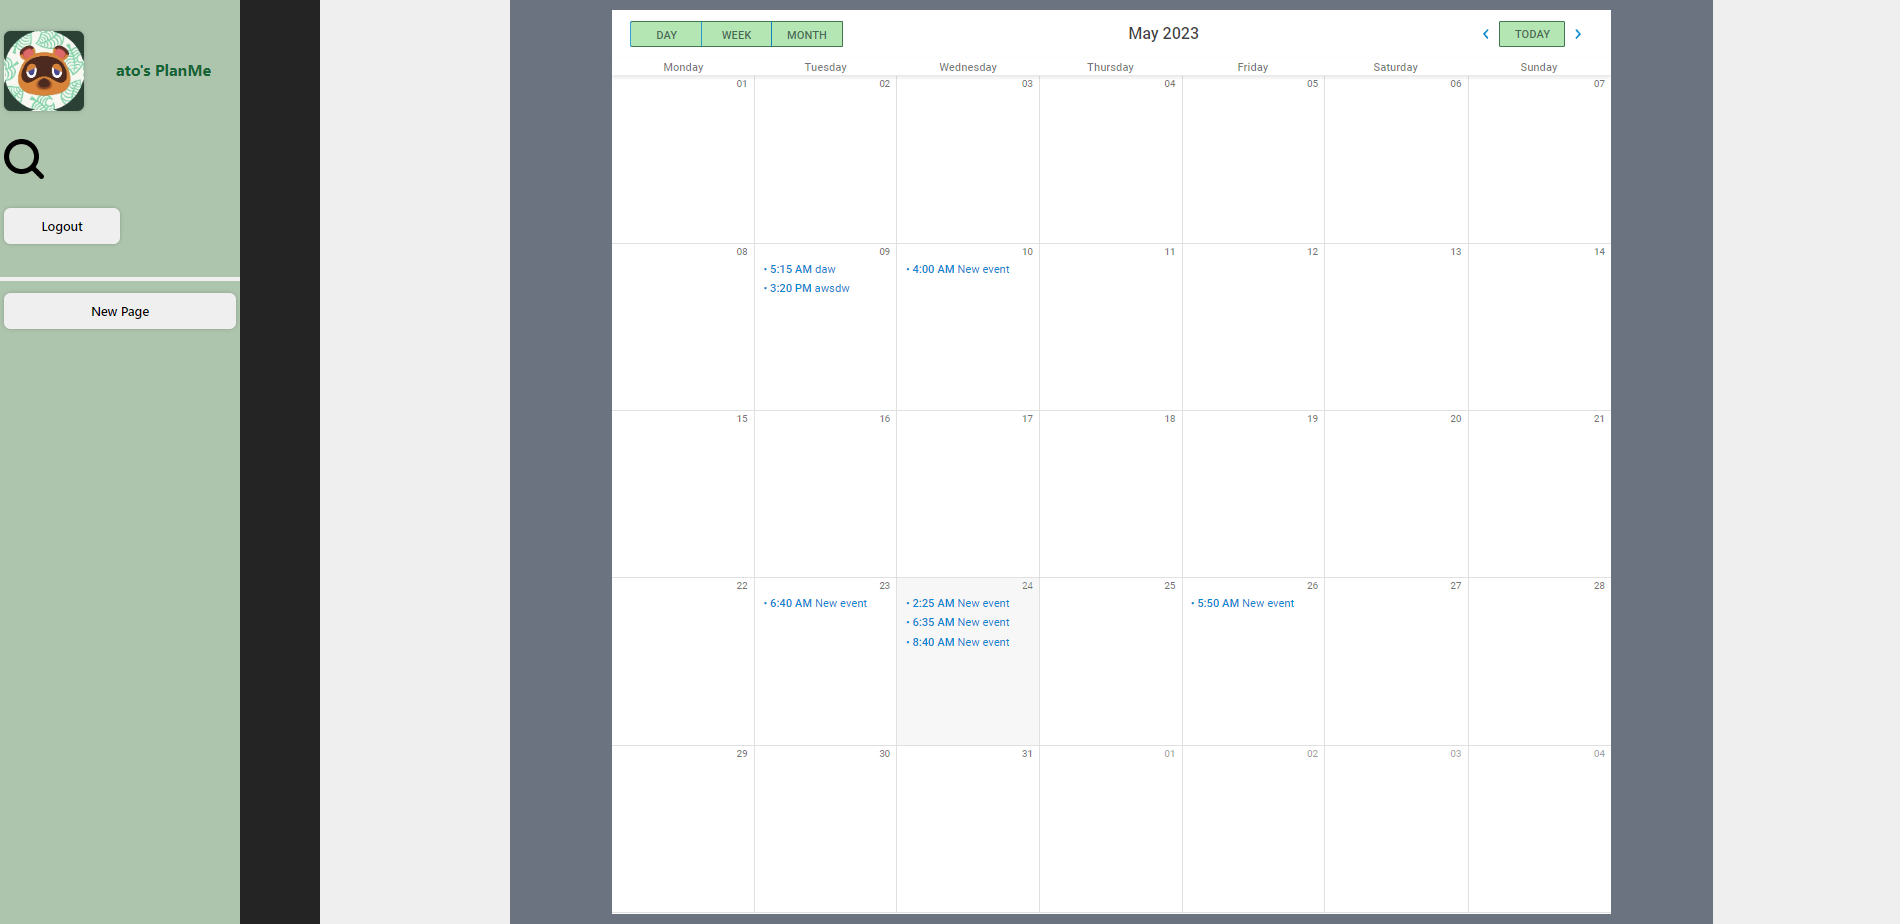 ato's PlanMe
Logout
New Page
DAY WEEK MONTH May 2023 TODAY
Monday Tuesday Wednesday Thursday Friday Saturday Sunday
01 02 03 04 05 06 07
08 09 10 11 12 13 14
• 5:15 AM daw • 4:00 AM New event
• 3:20 PM awsdw
15 16 17 18 19 20 21
22 23 24 25 26 27 28
• 6:40 AM New event • 2:25 AM New event • 5:50 AM New event
• 6:35 AM New event
• 8:40 AM New event
29 30 31 01 02 03 04